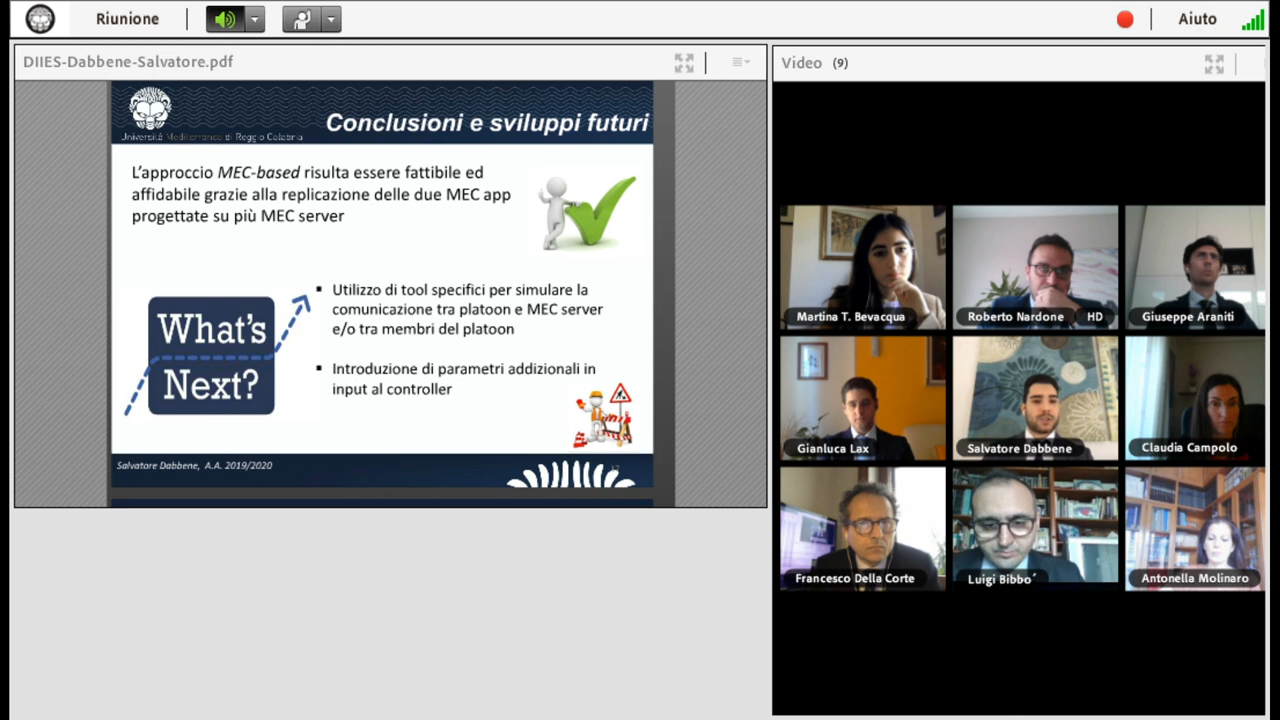 Riunione
Aiuto
DIIES-Dabbene-Salvatore.pdf
Università Mediterranea di Reggio Calabria
Conclusioni e sviluppi futuri
L'approccio MEC-based risulta essere fattibile ed
affidabile grazie alla replicazione delle due MEC app
progettate su più MEC server
What's
Next?
▪ Utilizzo di tool specifici per simulare la
comunicazione tra platoon e MEC server
e/o tra membri del platoon
▪ Introduzione di parametri addizionali in
input al controller
Salvatore Dabbene, A.A. 2019/2020
17
Video (9)
Martina T. Bevacqua
Roberto Nardone HD
Giuseppe Araniti
Gianluca Lax
Salvatore Dabbene
Claudia Campolo
Francesco Della Corte
Luigi Bibbo´
Antonella Molinaro